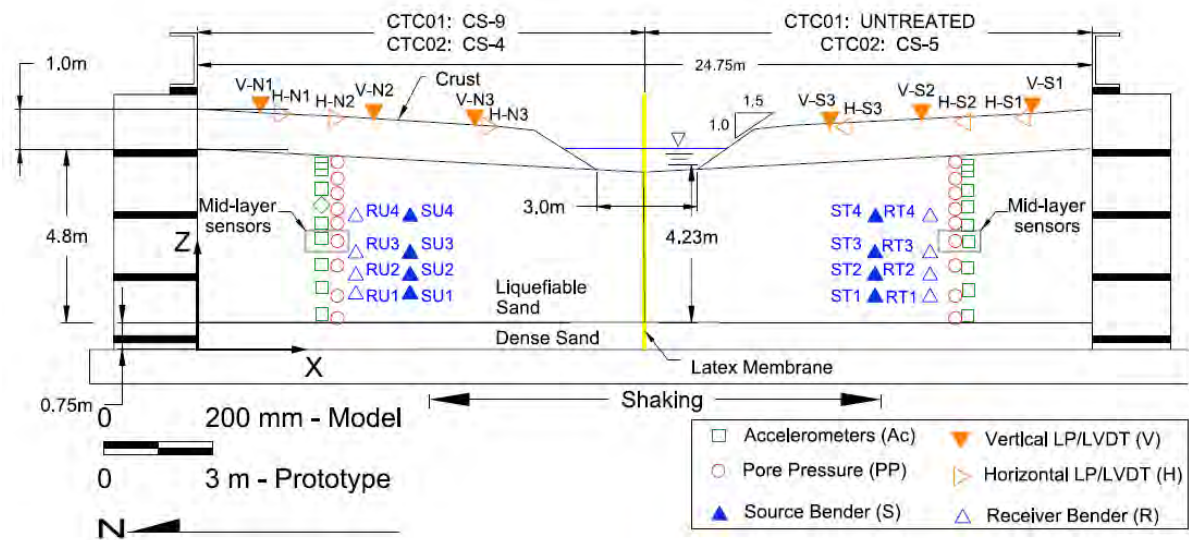 CTC01: CS-9
CTC02: CS-4
CTC01: UNTREATED
CTC02: CS-5
24.75m
1.0m
V-N1
H-N1
H-N2
V-N2
Crust
V-N3
H-N3
1.5
1.0
V-S3
H-S3
V-S2
H-S2
H-S1
V-S1
Mid-layer
sensors
3.0m
4.8m
Z
4.23m
Mid-layer
sensors
RU4
SU4
RU3
SU3
RU2
SU2
RU1
SU1
ST4
RT4
ST3
RT3
ST2
RT2
ST1
RT1
Liquefiable
Sand
Dense Sand
X
Latex Membrane
0.75m
Shaking
0 200 mm - Model
0 3 m - Prototype
N
Accelerometers (Ac)
Vertical LP/LVDT (V)
Pore Pressure (PP)
Horizontal LP/LVDT (H)
Source Bender (S)
Receiver Bender (R)